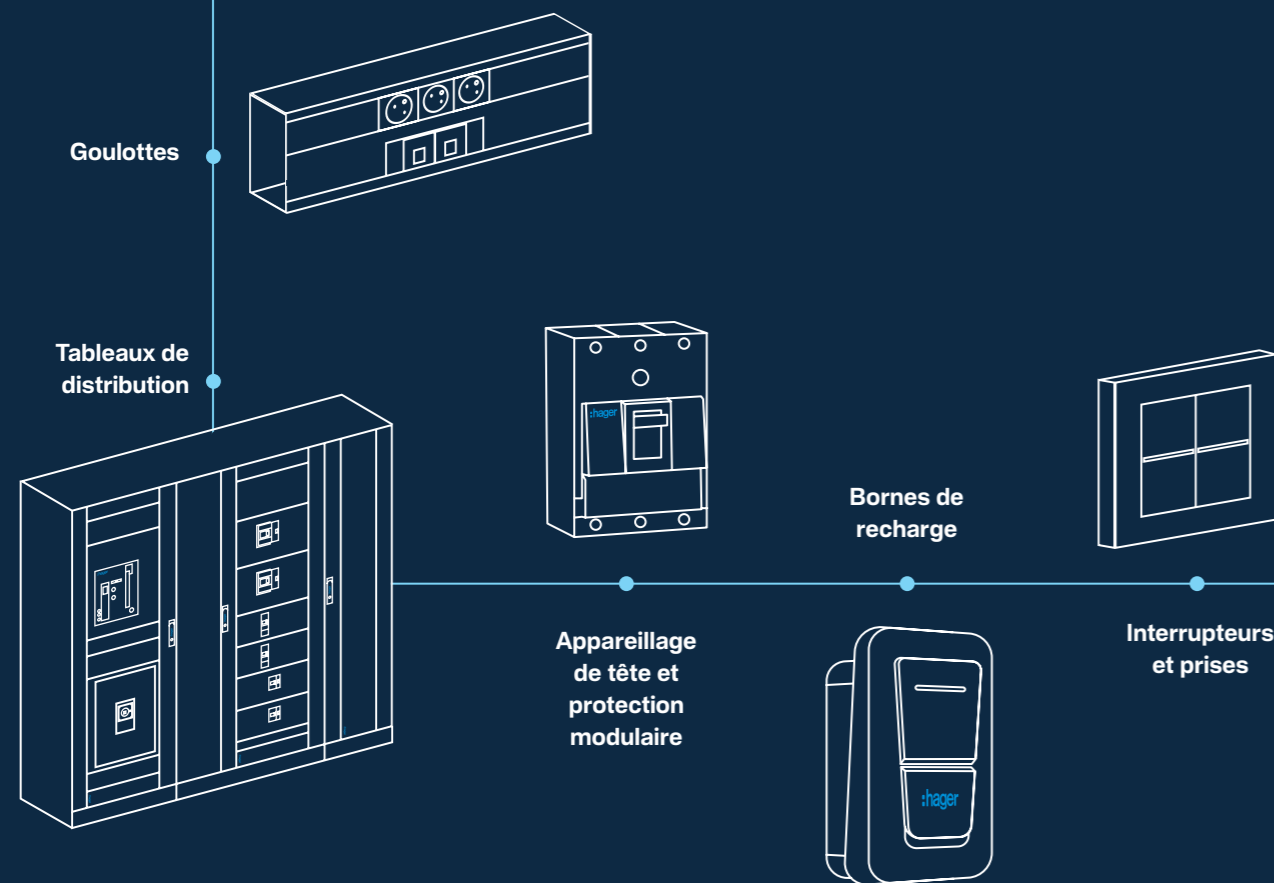 Goulottes
Tableaux de
distribution
:hager
Bornes de
recharge
Appareillage
de tête et
protection
modulaire
Interrupteurs
et prises
:hager